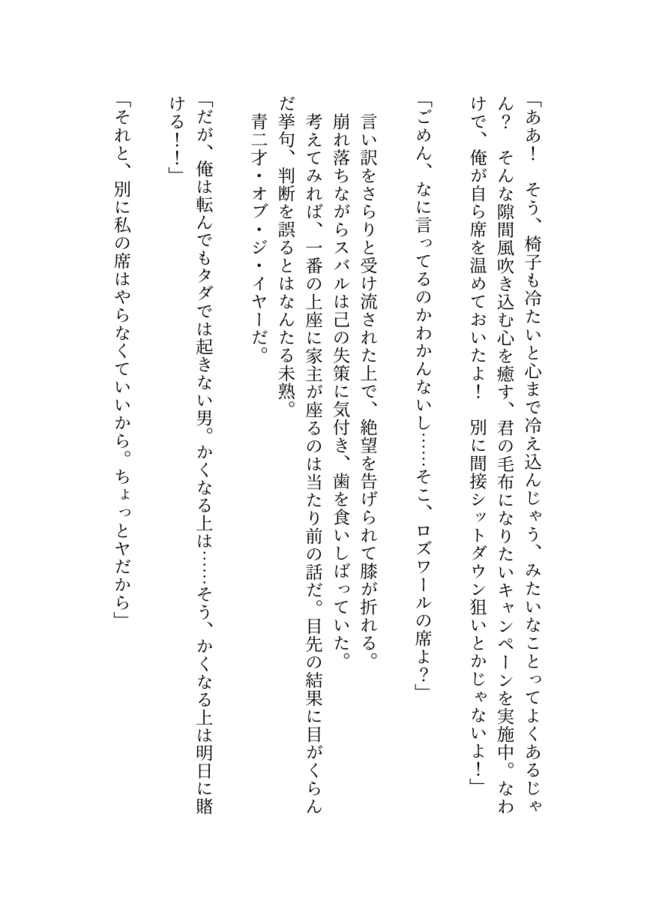 「ああ！　そう、椅子も冷たいと心まで冷え込んじゃう、みたいなことってよくあるじゃ
ん？　そんな隙間風吹き込む心を癒す、君の毛布になりたいキャンペーンを実施中。なわ
けで、俺が自ら席を温めておいたよ！　別に間接シットダウン狙いとかじゃないよ！」
「ごめん、なに言ってるのかわかんないし……そこ、ロズワールの席よ？」
　言い訳をさらりと受け流された上で、絶望を告げられて膝が折れる。
　崩れ落ちながらスバルは己の失策に気付き、歯を食いしばっていた。
　考えてみれば、一番の上座に家主が座るのは当たり前の話だ。目先の結果に目がくらん
だ挙句、判断を誤るとはなんたる未熟。
　青二才・オブ・ジ・イヤーだ。
「だが、俺は転んでもタダでは起きない男。かくなる上は……そう、かくなる上は明日に賭
ける！！」
「それと、別に私の席はやらなくていいから。ちょっとヤだから」